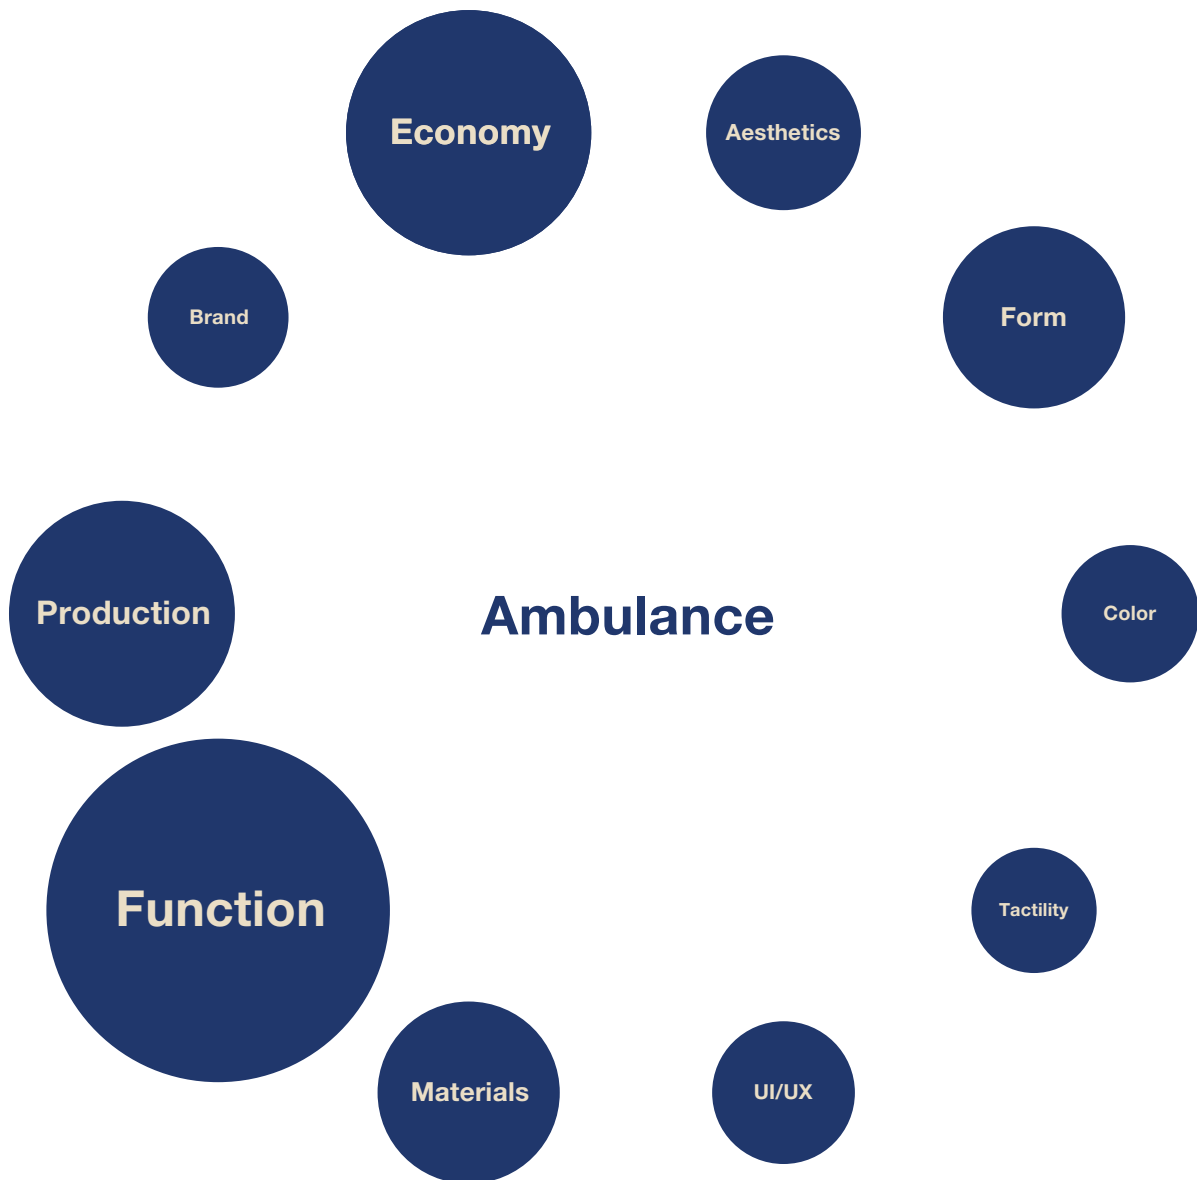 Economy
Aesthetics
Brand
Form
Production
Ambulance
Color
Function
Tactility
Materials
UI/UX